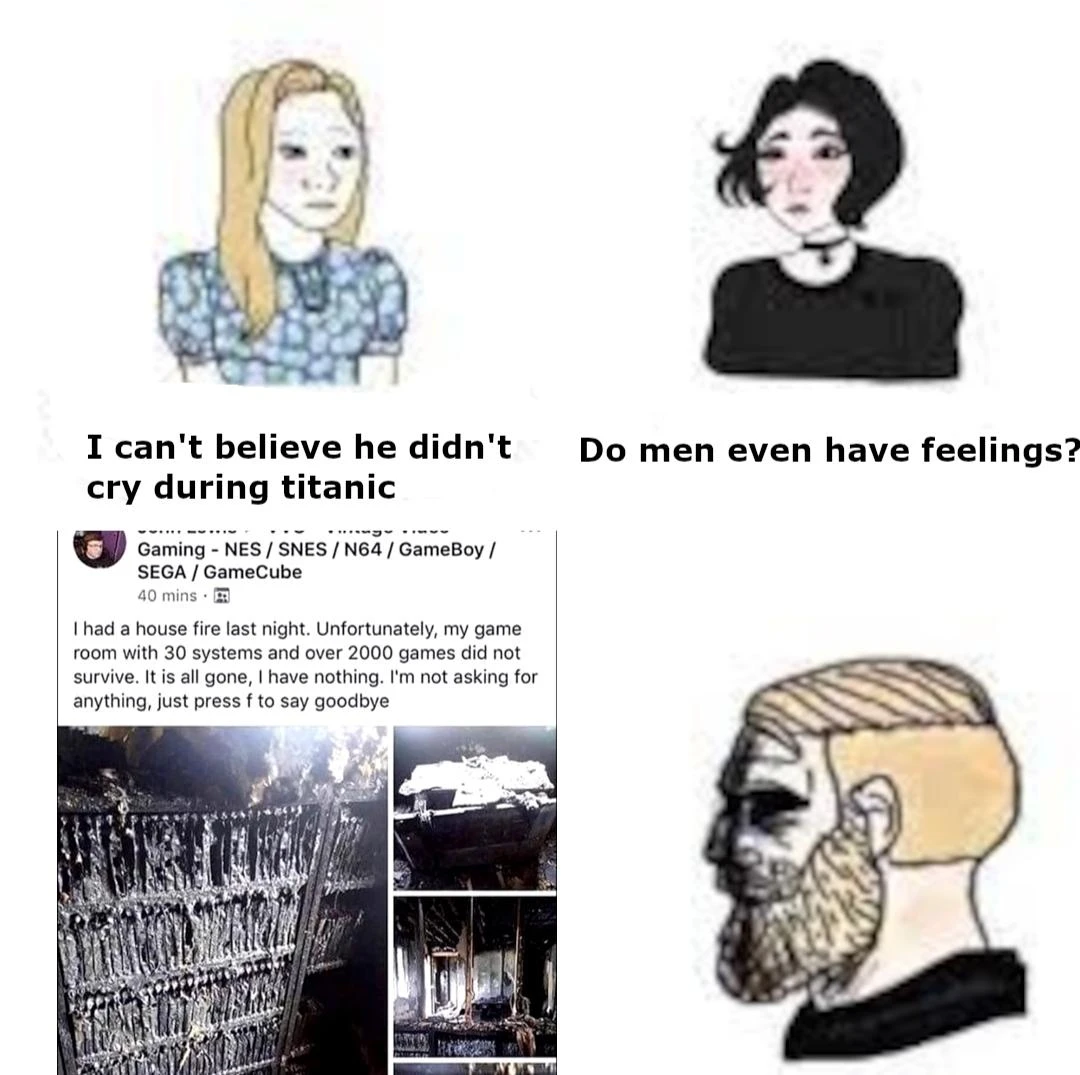 I can't believe he didn't
cry during titanic
Do men even have feelings?
Gaming - NES / SNES / N64 / GameBoy /
SEGA / GameCube
40 mins ·
I had a house fire last night. Unfortunately, my game
room with 30 systems and over 2000 games did not
survive. It is all gone, I have nothing. I'm not asking for
anything, just press f to say goodbye